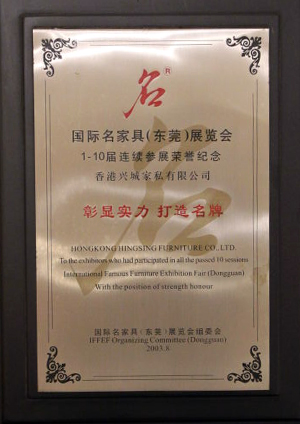 名®
国际名家具(东莞)展览会
1-10届连续参展荣誉纪念
香港兴城家私有限公司
彰显实力 打造名牌
HONGKONG HINGSING FURNITURE CO., LTD.
To the exhibitors who had participated in all the passed 10 sessions
International Famous Furniture Exhibition Fair (Dongguan)
With the position of strength honour
国际名家具(东莞)展览会组委会
IFFEF Organizing Committee (Dongguan)
2003.8.